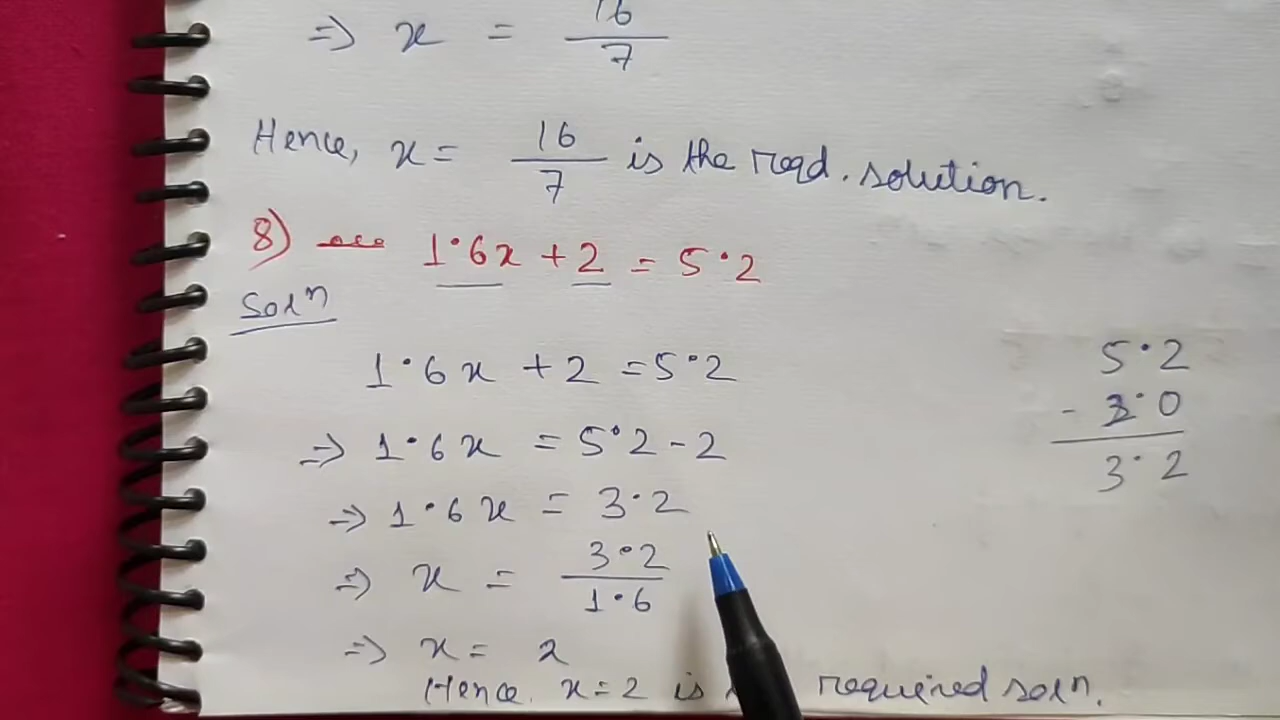 ⇒ x = 16/7
Hence, x = 16/7 is the reqd. solution.
8) 1.6x + 2 = 5.2
Solⁿ
1.6x + 2 = 5.2
⇒ 1.6x = 5.2 - 2
⇒ 1.6x = 3.2
⇒ x = 3.2/1.6
⇒ x = 2
Hence. x = 2 is required solⁿ.
5.2
- 2.0
3.2